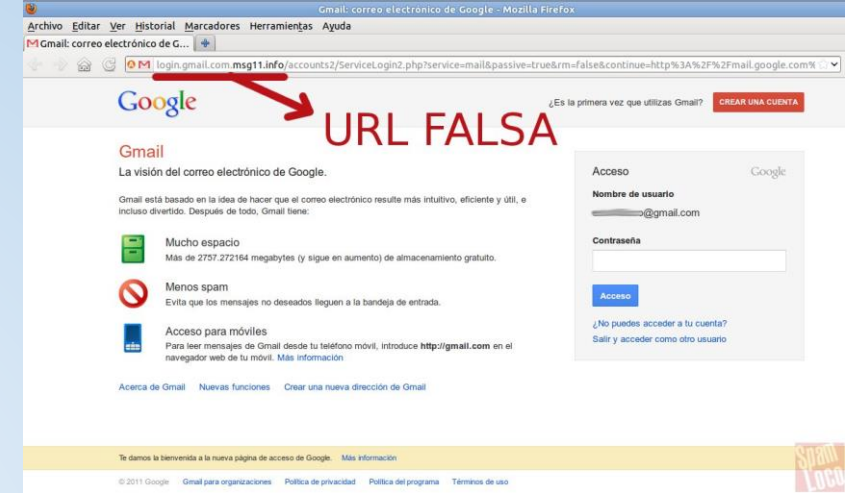 Gmail: correo electrónico de Google - Mozilla Firefox
Archivo Editar Ver Historial Marcadores Herramientas Ayuda
Gmail: correo electrónico de G...
login.gmail.com.msg11.info/accounts2/ServiceLogin2.php?service=mail&passive=true&rm=false&continue=http%3A%2F%2Fmail.google.com%
Google
¿Es la primera vez que utilizas Gmail? CREAR UNA CUENTA
URL FALSA
Gmail
La visión del correo electrónico de Google.
Gmail está basado en la idea de hacer que el correo electrónico resulte más intuitivo, eficiente y útil, e
incluso divertido. Después de todo, Gmail tiene:
Mucho espacio
Más de 2757.272164 megabytes (y sigue en aumento) de almacenamiento gratuito.
Menos spam
Evita que los mensajes no deseados lleguen a la bandeja de entrada.
Acceso para móviles
Para leer mensajes de Gmail desde tu teléfono móvil, introduce http://gmail.com en el
navegador web de tu móvil. Más información
Acerca de Gmail Nuevas funciones Crear una nueva dirección de Gmail
Acceso Google
Nombre de usuario
@gmail.com
Contraseña
Acceso
¿No puedes acceder a tu cuenta?
Salir y acceder como otro usuario
Te damos la bienvenida a la nueva página de acceso de Google. Más información
© 2011 Google Gmail para organizaciones Política de privacidad Política del programa Términos de uso
Spam
Loco